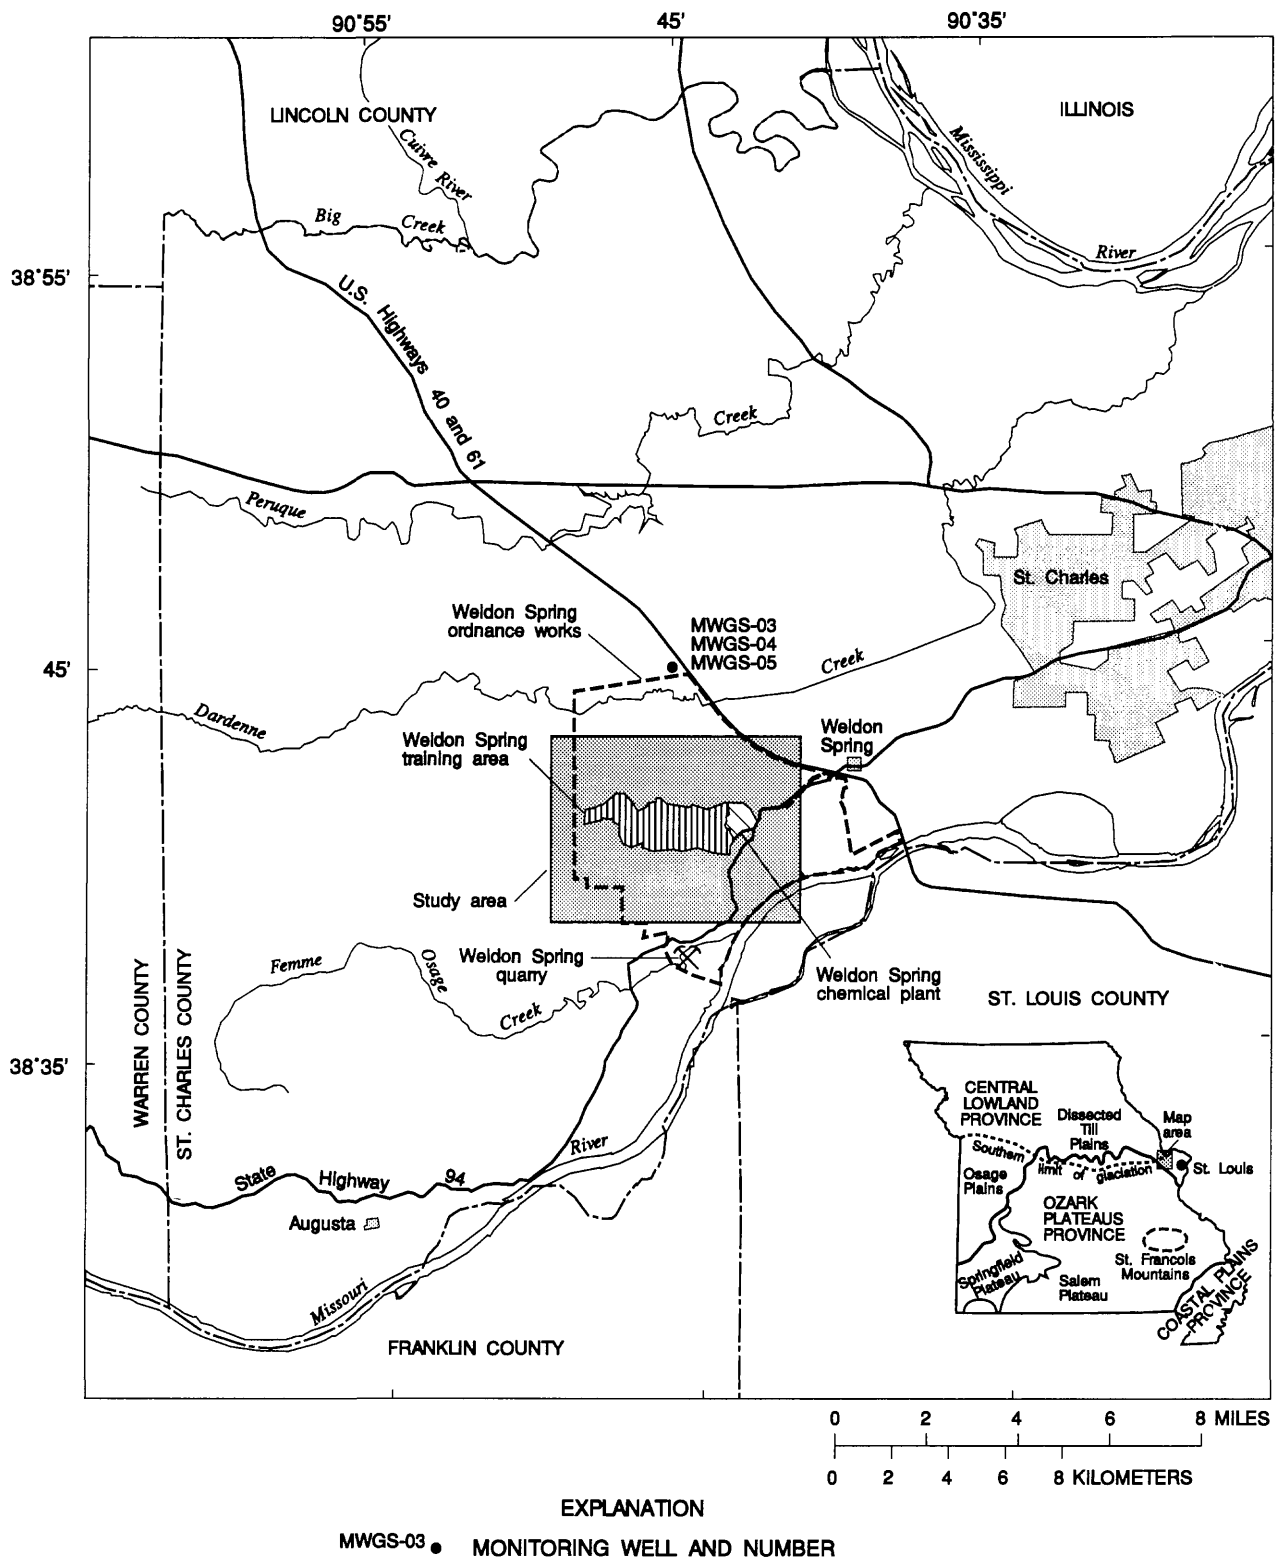 90°55'
45'
90°35'
LINCOLN COUNTY
ILLINOIS
Cuivre River
Mississippi
River
Big
Creek
38°55'
U.S. Highways 40 and 61
Creek
Peruque
St. Charles
Weldon Spring
ordnance works
MWGS-03
MWGS-04
MWGS-05
45'
Creek
Dardenne
Weldon
Spring
Weldon Spring
training area
Study area
Femme
Osage
Creek
Weldon Spring
quarry
Weldon Spring
chemical plant
WARREN COUNTY
ST. CHARLES COUNTY
ST. LOUIS COUNTY
38°35'
CENTRAL
LOWLAND
PROVINCE
Dissected
Till
Plains
Map
area
Southern limit of glaciation
St. Louis
Osage
Plains
OZARK
PLATEAUS
PROVINCE
St. Francois
Mountains
Springfield
Plateau
Salem
Plateau
COASTAL PLAINS
PROVINCE
River
State Highway 94
Augusta
Missouri
FRANKLIN COUNTY
0 2 4 6 8 MILES
0 2 4 6 8 KILOMETERS
EXPLANATION
MWGS-03 MONITORING WELL AND NUMBER